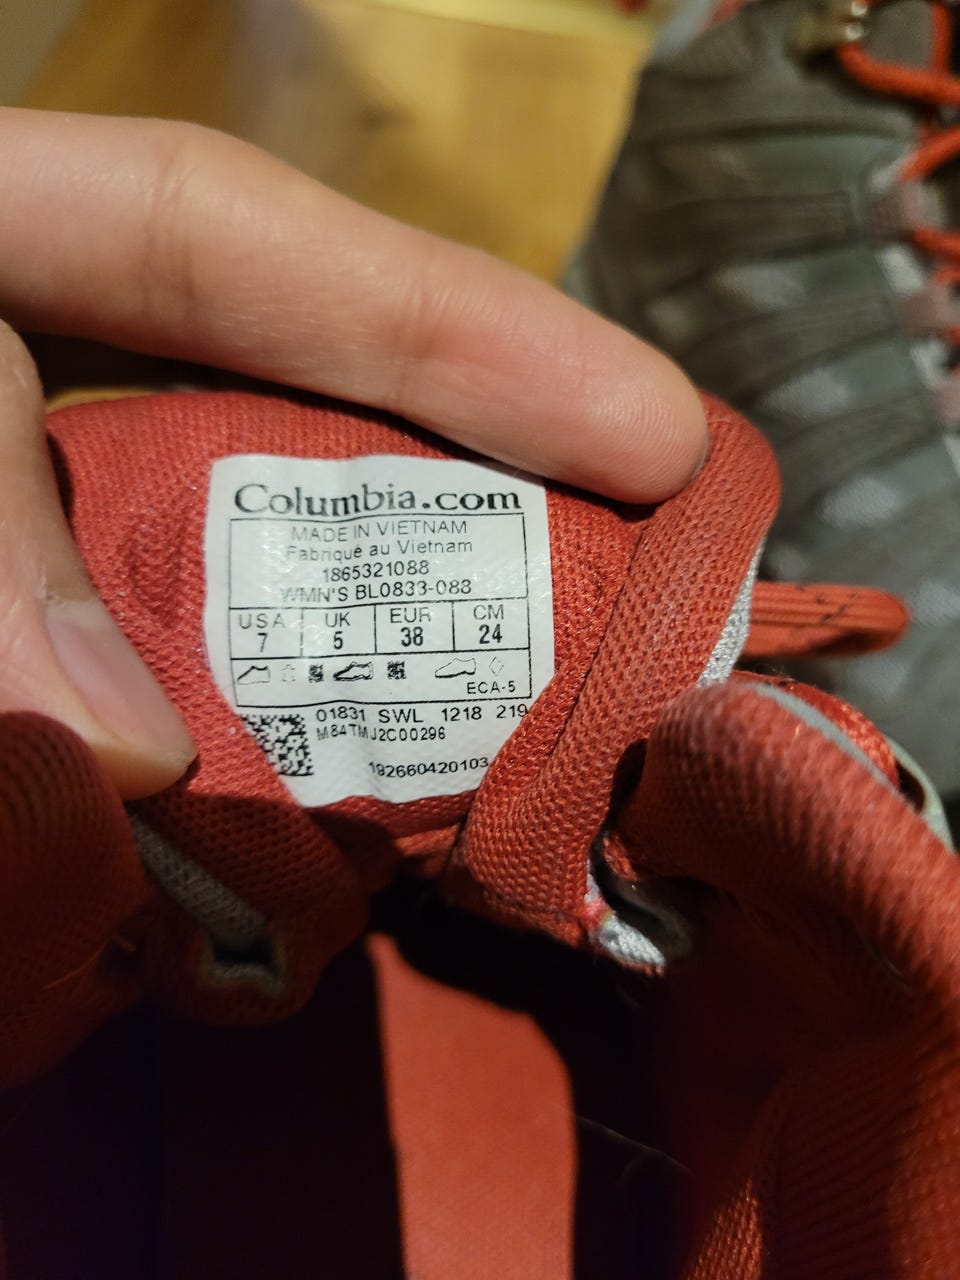 Columbia.com
MADE IN VIETNAM
Fabriqué au Vietnam
1865321088
WMN'S BL0833-088
USA UK EUR CM
7 5 38 24
ECA-5
01831 SWL 1218 219
M84TMJ2C00296
192660420103